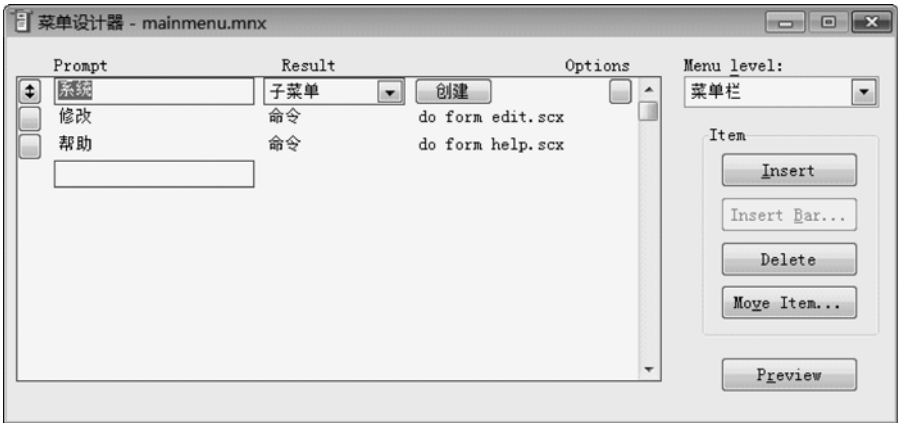 菜单设计器 - mainmenu.mnx
Prompt Result Options Menu level:
系统 子菜单 创建 菜单栏
修改 命令 do form edit.scx
帮助 命令 do form help.scx
Item
Insert
Insert Bar...
Delete
Move Item...
Preview